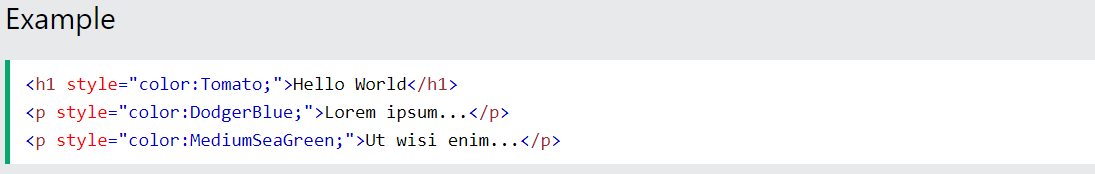 Example
<h1 style="color:Tomato;">Hello World</h1>
<p style="color:DodgerBlue;">Lorem ipsum...</p>
<p style="color:MediumSeaGreen;">Ut wisi enim...</p>